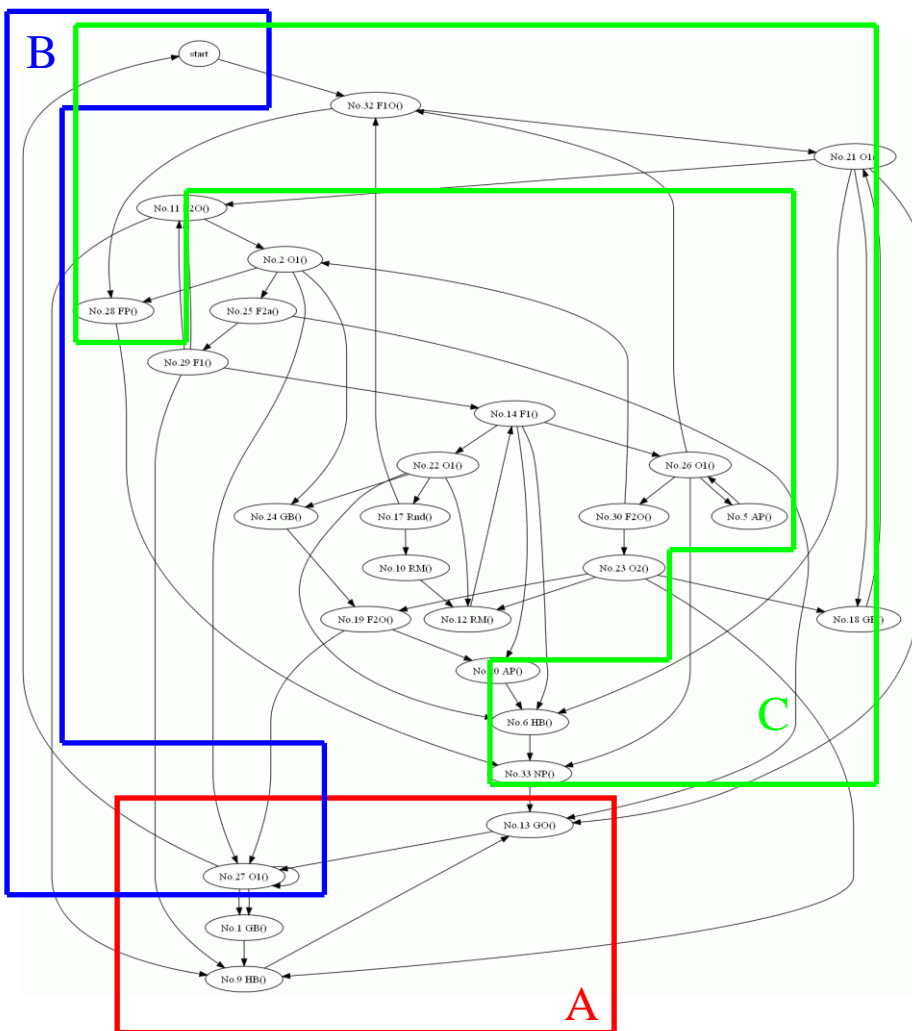 B
start
No.32 F1O()
No.21 O1(
No.11 F2O()
No.2 O1()
No.28 FP()
No.25 F2a()
No.29 F1()
No.14 F1()
No.22 O1()
No.26 O1()
No.24 GB()
No.17 Rnd()
No.30 F2O()
No.5 AP()
No.10 RM()
No.23 O2()
No.19 F2O()
No.12 RM()
No.18 GB()
No.20 AP()
No.6 HB()
C
No.33 NP()
No.13 GO()
No.27 O1()
No.1 GB()
No.9 HB()
A